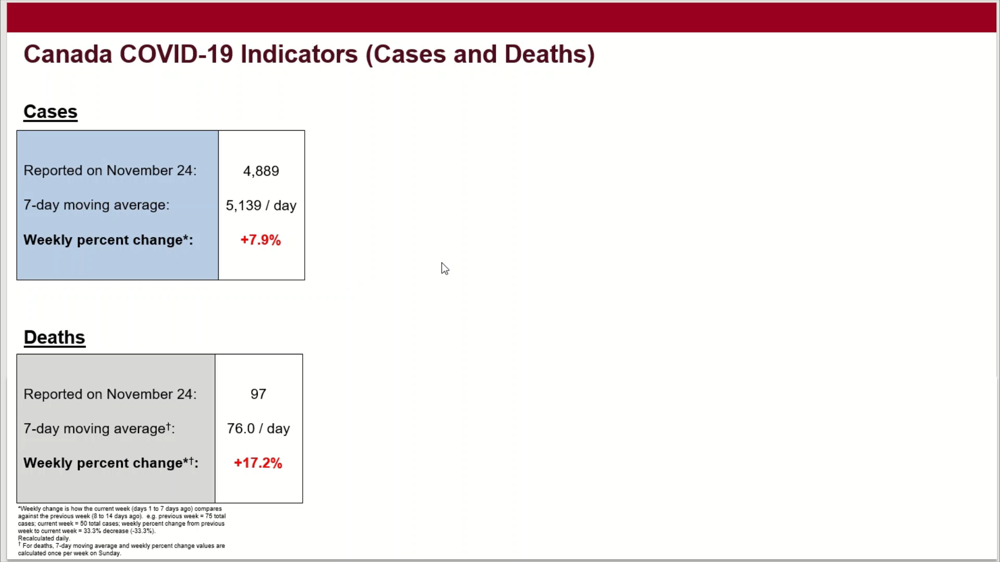 Canada COVID-19 Indicators (Cases and Deaths)
Cases
Reported on November 24: 4,889
7-day moving average: 5,139 / day
Weekly percent change*: +7.9%
Deaths
Reported on November 24: 97
7-day moving average†: 76.0 / day
Weekly percent change*†: +17.2%
*Weekly change is how the current week (days 1 to 7 days ago) compares
against the previous week (8 to 14 days ago). e.g. previous week = 75 total
cases; current week = 50 total cases; weekly percent change from previous
week to current week = 33.3% decrease (-33.3%).
Recalculated daily.
† For deaths, 7-day moving average and weekly percent change values are
calculated once per week on Sunday.